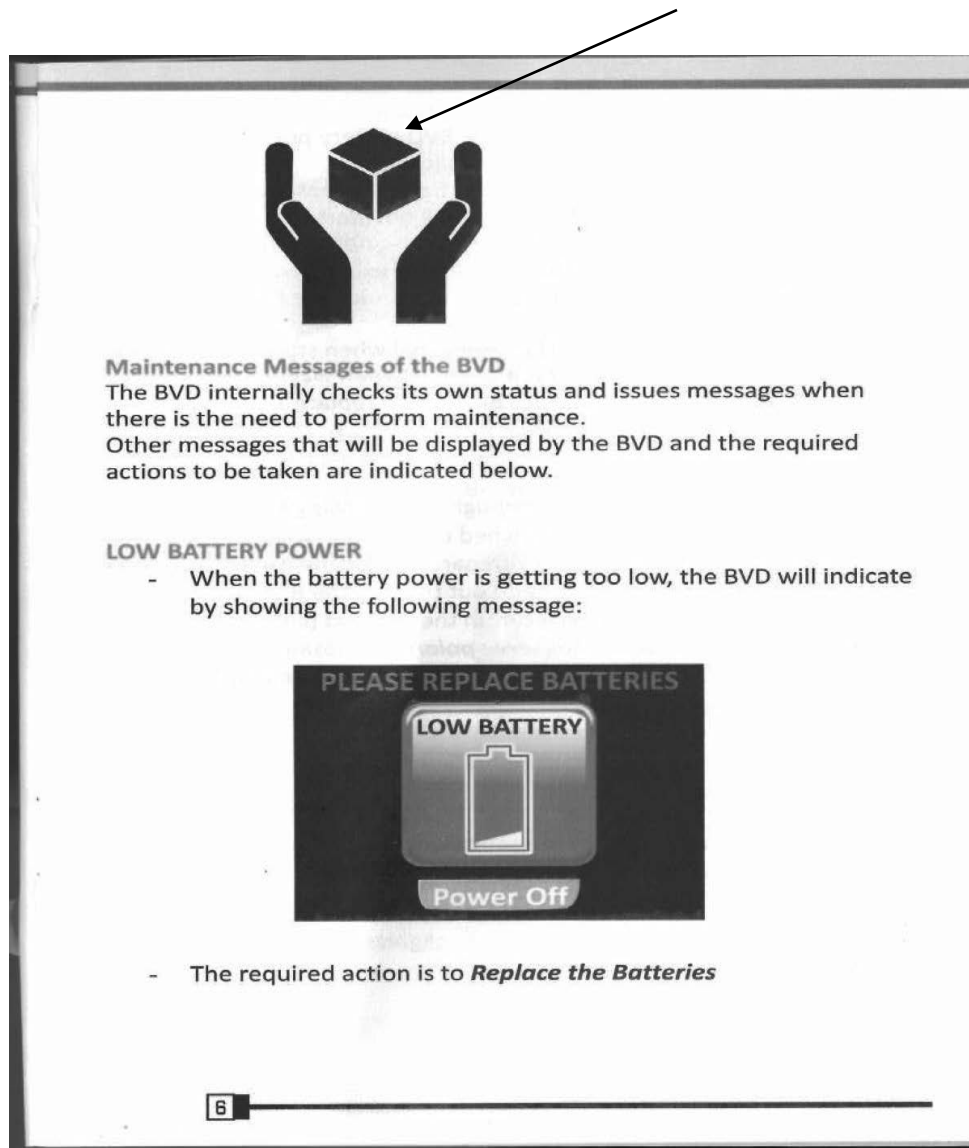 Maintenance Messages of the BVD
The BVD internally checks its own status and issues messages when
there is the need to perform maintenance.
Other messages that will be displayed by the BVD and the required
actions to be taken are indicated below.
LOW BATTERY POWER
- When the battery power is getting too low, the BVD will indicate
by showing the following message:
PLEASE REPLACE BATTERIES
LOW BATTERY
Power Off
- The required action is to Replace the Batteries
6